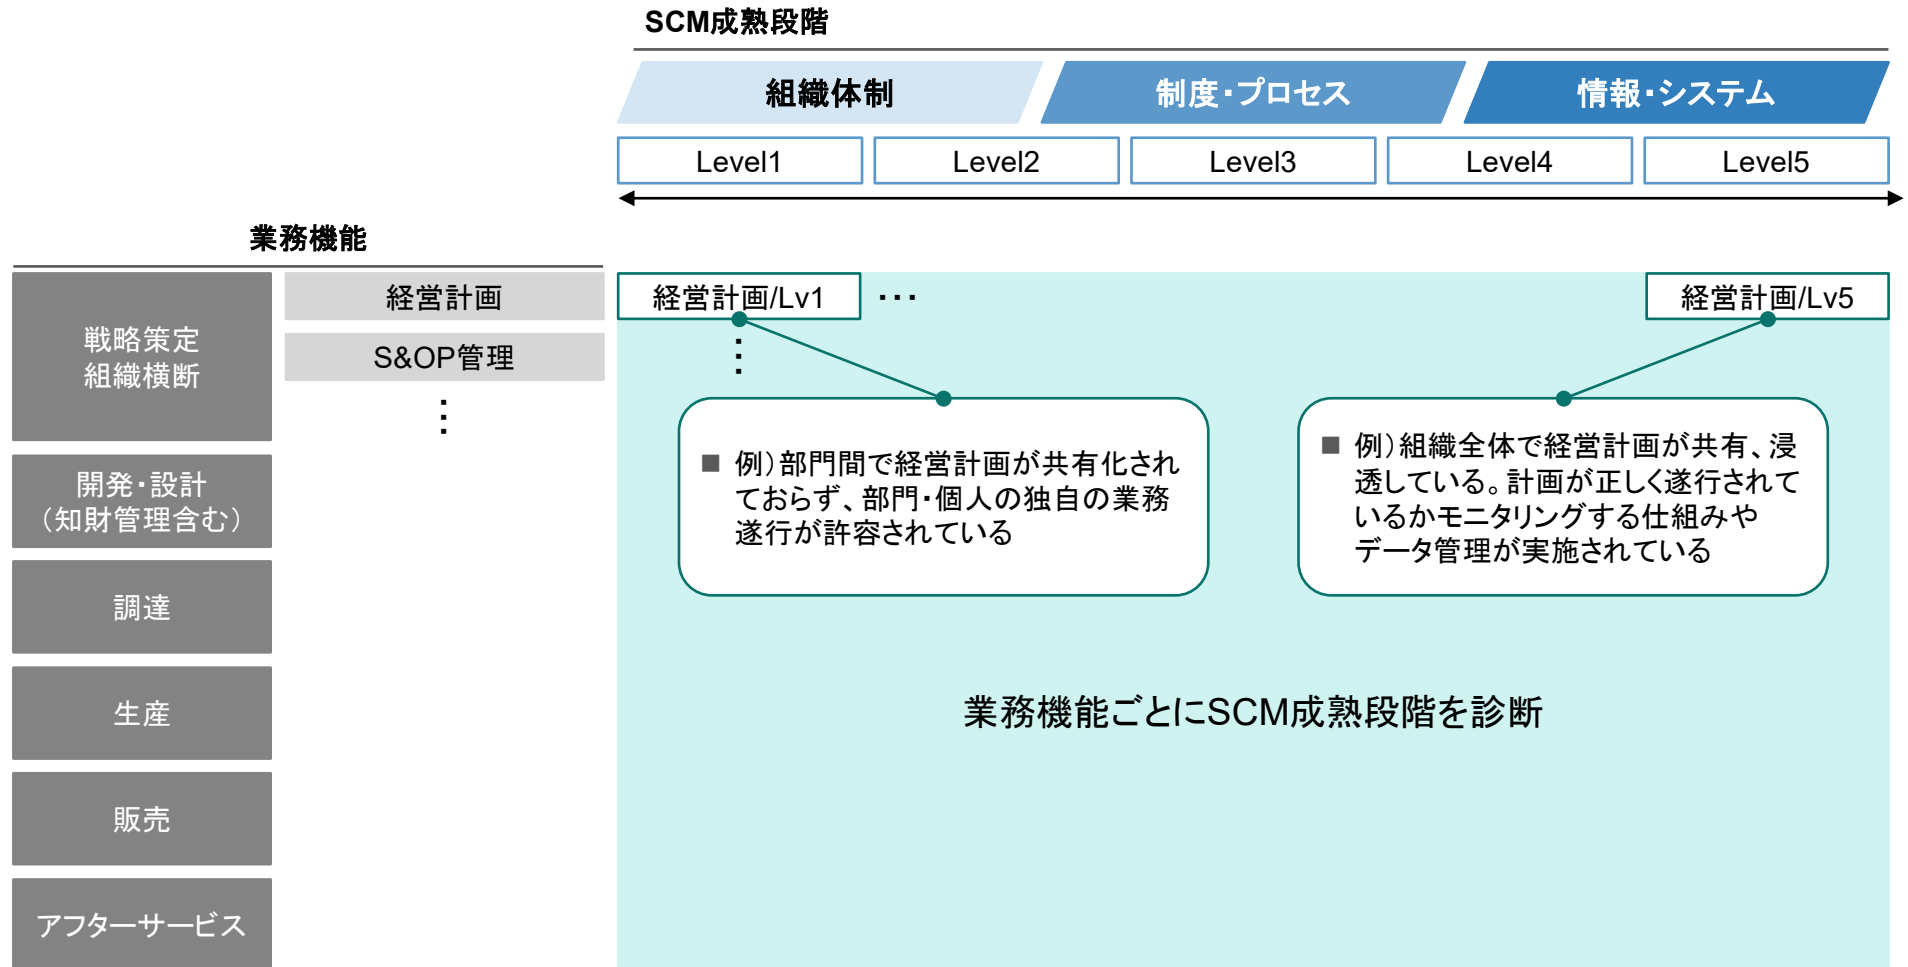 SCM成熟段階
組織体制
制度・プロセス
情報・システム
Level1
Level2
Level3
Level4
Level5
業務機能
戦略策定
組織横断
経営計画
S&OP管理
⋮
経営計画/Lv1
…
⋮
経営計画/Lv5
■ 例）部門間で経営計画が共有化され
ておらず、部門・個人の独自の業務
遂行が許容されている
■ 例）組織全体で経営計画が共有、浸
透している。計画が正しく遂行されて
いるかモニタリングする仕組みや
データ管理が実施されている
開発・設計
（知財管理含む）
調達
生産
業務機能ごとにSCM成熟段階を診断
販売
アフターサービス